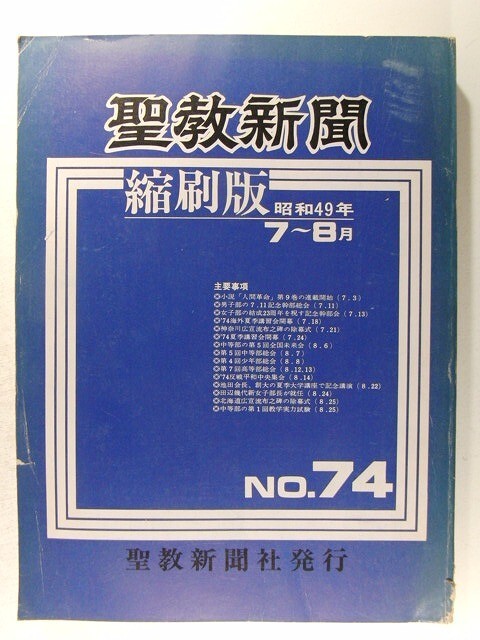 聖教新聞
縮刷版 昭和49年
7〜8月
主要事項
◎小説「人間革命」第9巻の連載開始(7.3)
◎男子部の7.11記念幹部総会(7.11)
◎女子部の結成23周年を祝す記念幹部会(7.13)
◎'74海外夏季講習会開幕(7.18)
◎神奈川広宣流布之碑の除幕式(7.21)
◎'74夏季講習会開幕(7.24)
◎中等部の第5回全国未来会(8.6)
◎第5回中等部総会(8.7)
◎第4回少年部総会(8.8)
◎第7回高等部総会(8.12,13)
◎'74反戦平和中央集会(8.14)
◎池田会長、創大の夏季大学講座で記念講演(8.22)
◎田辺幾代新女子部長が就任(8.24)
◎北海道広宣流布之碑の除幕式(8.25)
◎中等部の第1回教学実力試験(8.25)
NO.74
聖教新聞社発行